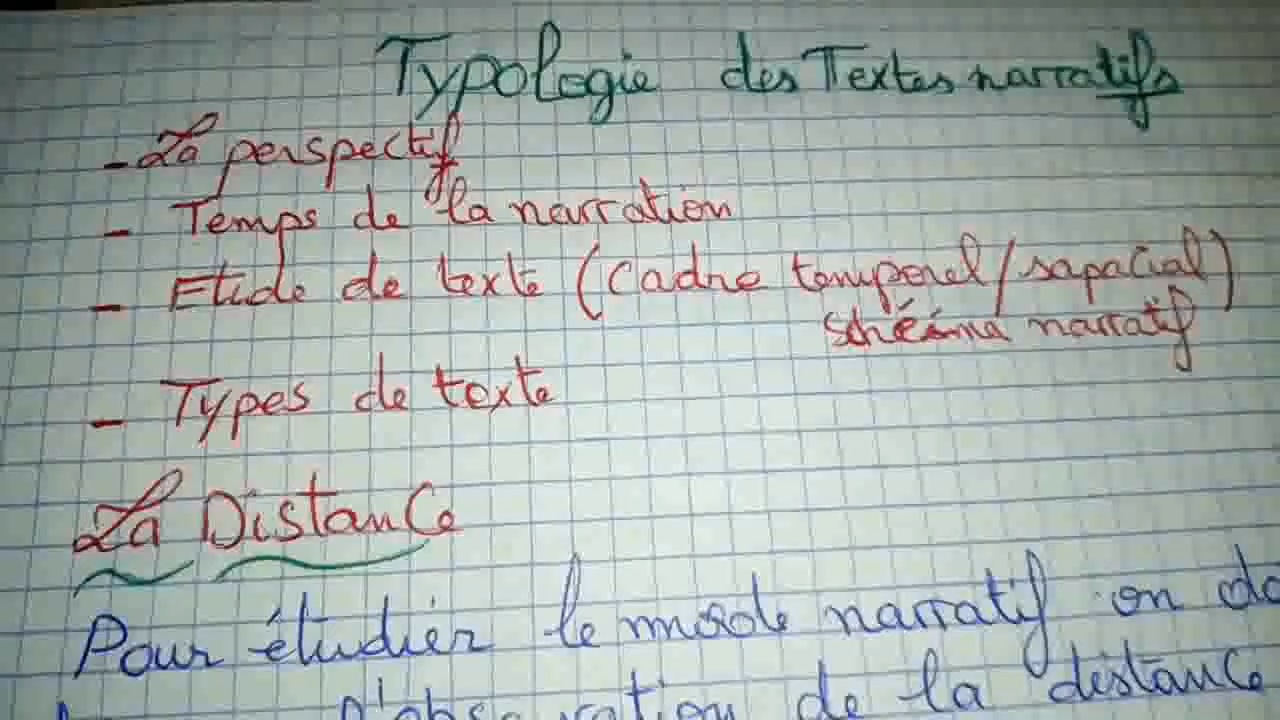 Typologie des Textes narratifs
- La perspectif
- Temps de la narration
- Etude de texte (Cadre temporel/sapacial)
schéma narratif
- Types de texte
La Distance
Pour étudier le mode narratif on
de la distance